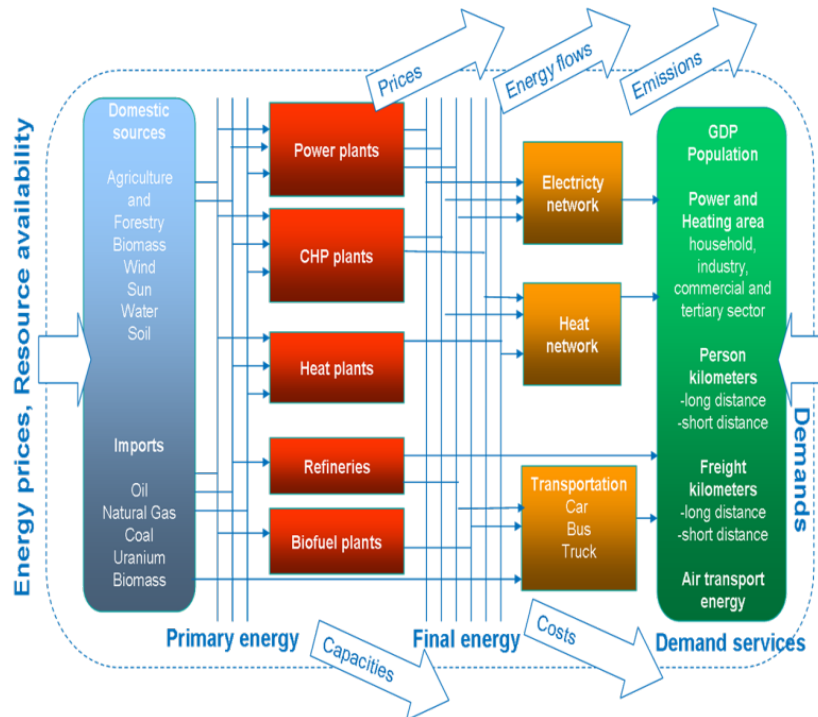 Prices
Energy flows
Emissions
Energy prices, Resource availability
Domestic
sources
Agriculture
and
Forestry
Biomass
Wind
Sun
Water
Soil
Imports
Oil
Natural Gas
Coal
Uranium
Biomass
Power plants
CHP plants
Heat plants
Refineries
Biofuel plants
Electricty
network
Heat
network
Transportation
Car
Bus
Truck
GDP
Population
Power and
Heating area
household,
industry,
commercial and
tertiary sector
Person
kilometers
-long distance
-short distance
Freight
kilometers
-long distance
-short distance
Air transport
energy
Demands
Primary energy
Capacities
Final energy
Costs
Demand services